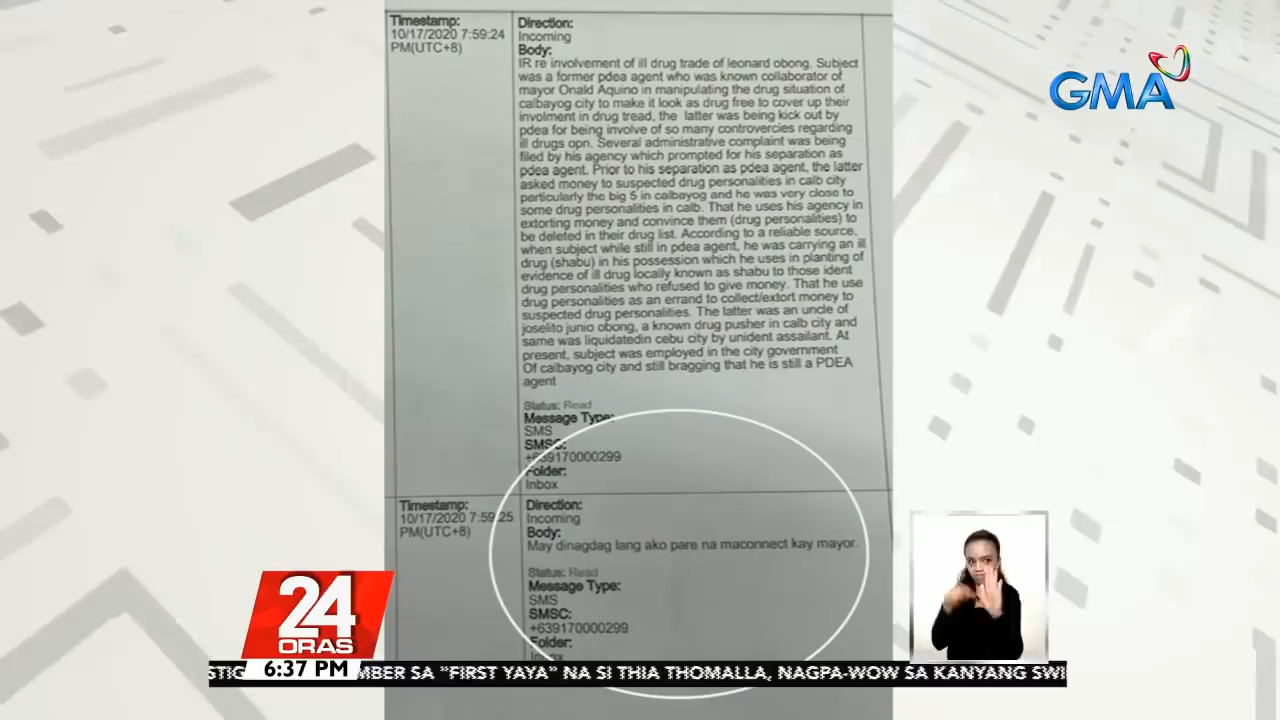 Timestamp:
10/17/2020 7:59:24
PM(UTC+8)
Direction:
Incoming
Body:
IR re involvement of ill drug trade of leonard obong. Subject
was a former pdea agent who was known collaborator of
mayor Onald Aquino in manipulating the drug situation of
calbayog city to make it look as drug free to cover up their
involment in drug tread, the latter was being kick out by
pdea for being involve of so many controvercies regarding
ill drugs opn. Several administrative complaint was being
filed by his agency which prompted for his separation as
pdea agent. Prior to his separation as pdea agent, the latter
asked money to suspected drug personalities in calb city
particularly the big 5 in calbayog and he was very close to
some drug personalities in calb. That he uses his agency in
extorting money and convince them (drug personalities) to
be deleted in their drug list. According to a reliable source,
when subject while still in pdea agent, he was carrying an ill
drug (shabu) in his possession which he uses in planting of
evidence of ill drug locally known as shabu to those ident
drug personalities who refused to give money. That he use
drug personalities as an errand to collect/extort money to
suspected drug personalities. The latter was an uncle of
joselito junio obong, a known drug pusher in calb city and
same was liquidatedin cebu city by unident assailant. At
present, subject was employed in the city government
Of calbayog city and still bragging that he is still a PDEA
agent
Status: Read
Message Type:
SMS
SMSC:
+639170000299
Folder:
Inbox
Timestamp:
10/17/2020 7:59:25
PM(UTC+8)
Direction:
Incoming
Body:
May dinagdag lang ako pare na maconnect kay mayor.
Status: Read
Message Type:
SMS
SMSC:
+639170000299
Folder:
Inbox
GMA
24
ORAS
6:37 PM
STIG
MBER SA "FIRST YAYA" NA SI THIA THOMALLA, NAGPA-WOW SA KANYANG SWI